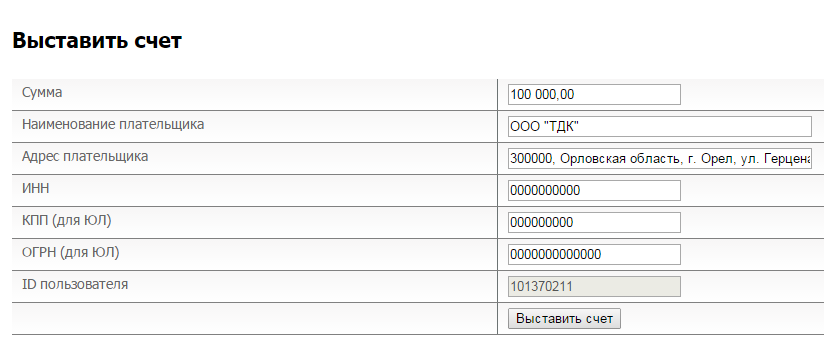 Выставить счет
Сумма 100 000,00
Наименование плательщика ООО "ТДК"
Адрес плательщика 300000, Орловская область, г. Орел, ул. Герцена
ИНН 0000000000
КПП (для ЮЛ) 000000000
ОГРН (для ЮЛ) 0000000000000
ID пользователя 101370211
Выставить счет